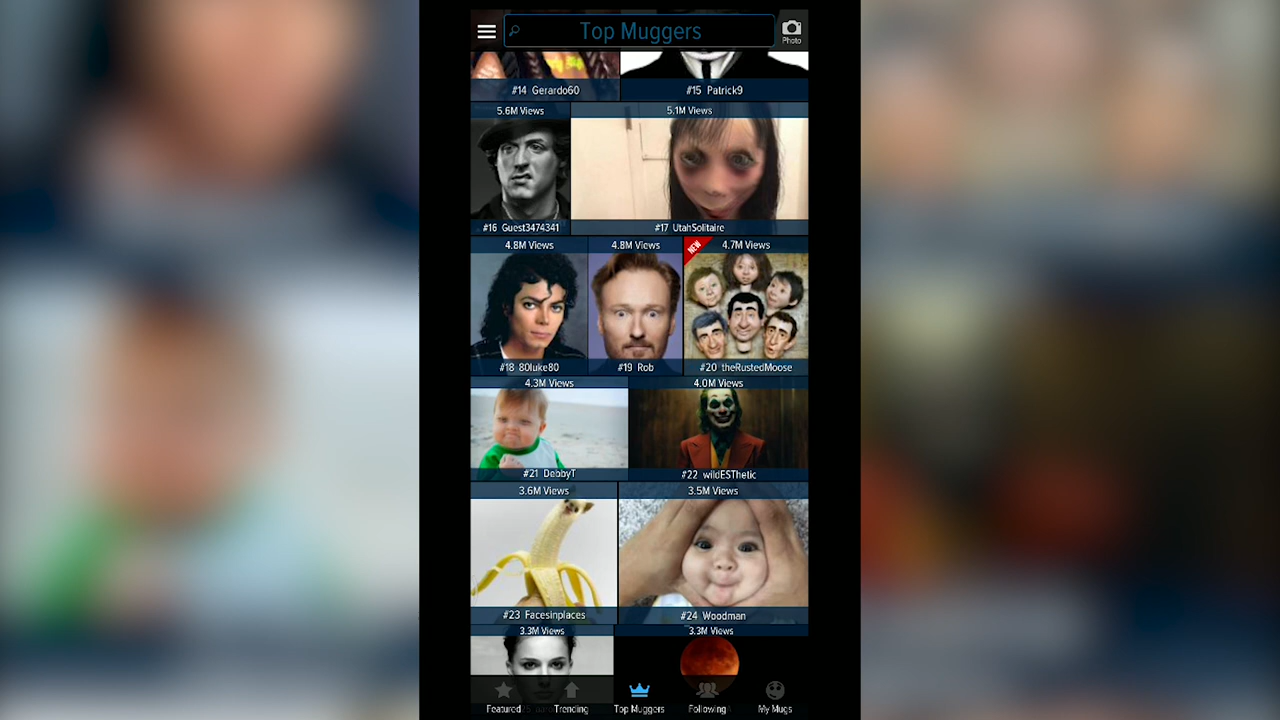 Top Muggers
Photo
#14 Gerardo60
#15 Patrick9
5.6M Views
5.1M Views
#16 Guest3474341
#17 UtahSolitaire
4.8M Views
4.8M Views
NEW
4.7M Views
#18 80luke80
#19 Rob
#20 theRustedMoose
4.3M Views
4.0M Views
#21 DebbyT
#22 wildESThetic
3.6M Views
3.5M Views
#23 Facesinplaces
#24 Woodman
3.3M Views
3.3M Views
Featured
Trending
Top Muggers
Following
My Mugs